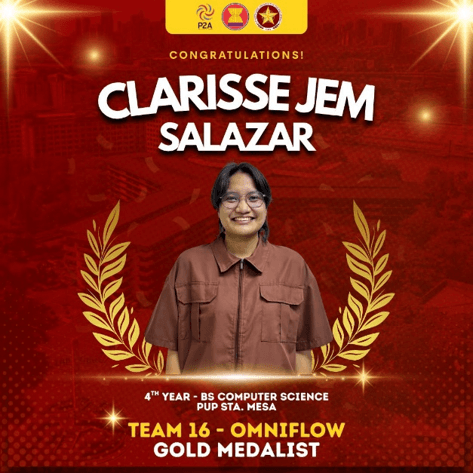 P2A
CONGRATULATIONS!
CLARISSE JEM
SALAZAR
4TH YEAR - BS COMPUTER SCIENCE
PUP STA. MESA
TEAM 16 - OMNIFLOW
GOLD MEDALIST